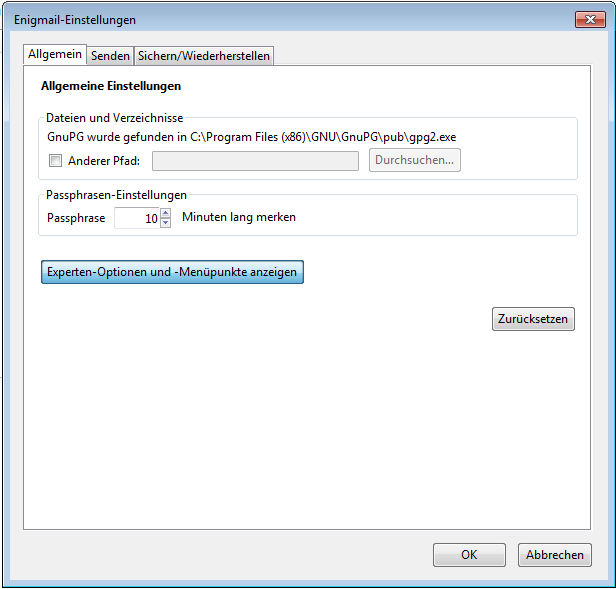 Enigmail-Einstellungen
Allgemein Senden Sichern/Wiederherstellen
Allgemeine Einstellungen
Dateien und Verzeichnisse
GnuPG wurde gefunden in C:\Program Files (x86)\GNU\GnuPG\pub\gpg2.exe
Anderer Pfad: Durchsuchen...
Passphrasen-Einstellungen
Passphrase 10 Minuten lang merken
Experten-Optionen und -Menüpunkte anzeigen
Zurücksetzen
OK Abbrechen